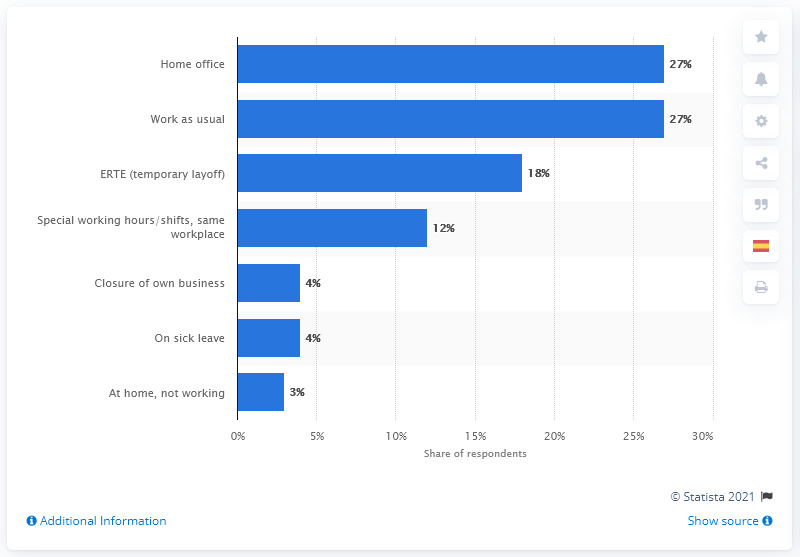 Home office
27%
Work as usual
27%
ERTE (temporary layoff)
18%
Special working hours/shifts, same
workplace
12%
Closure of own business
4%
On sick leave
4%
At home, not working
3%
0% 5% 10% 15% 20% 25% 30%
Share of respondents
© Statista 2021
Additional Information
Show source